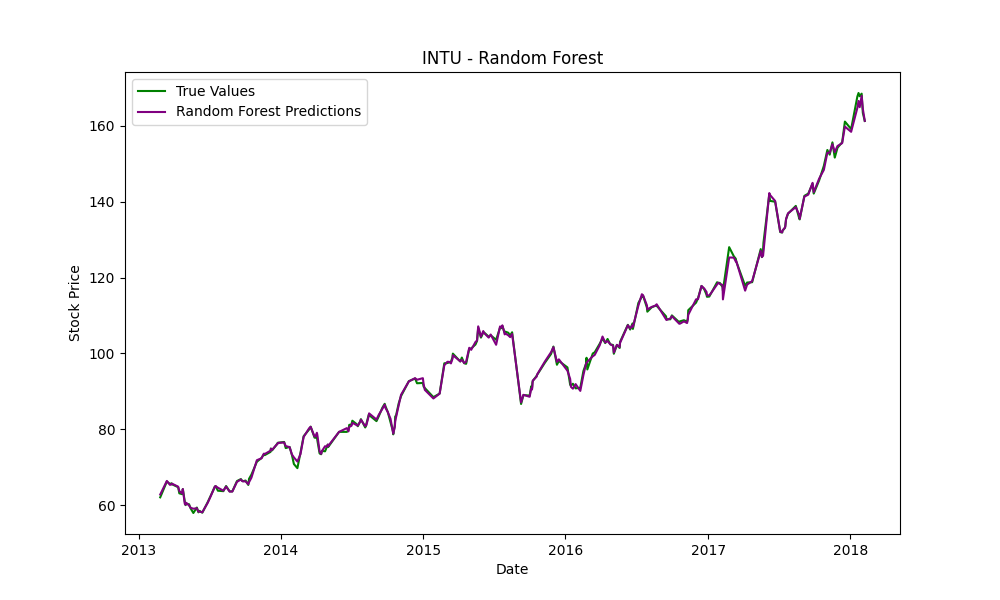 INTU - Random Forest
True Values
Random Forest Predictions
160
140
120
100
80
60
Stock Price
2013 2014 2015 2016 2017 2018
Date